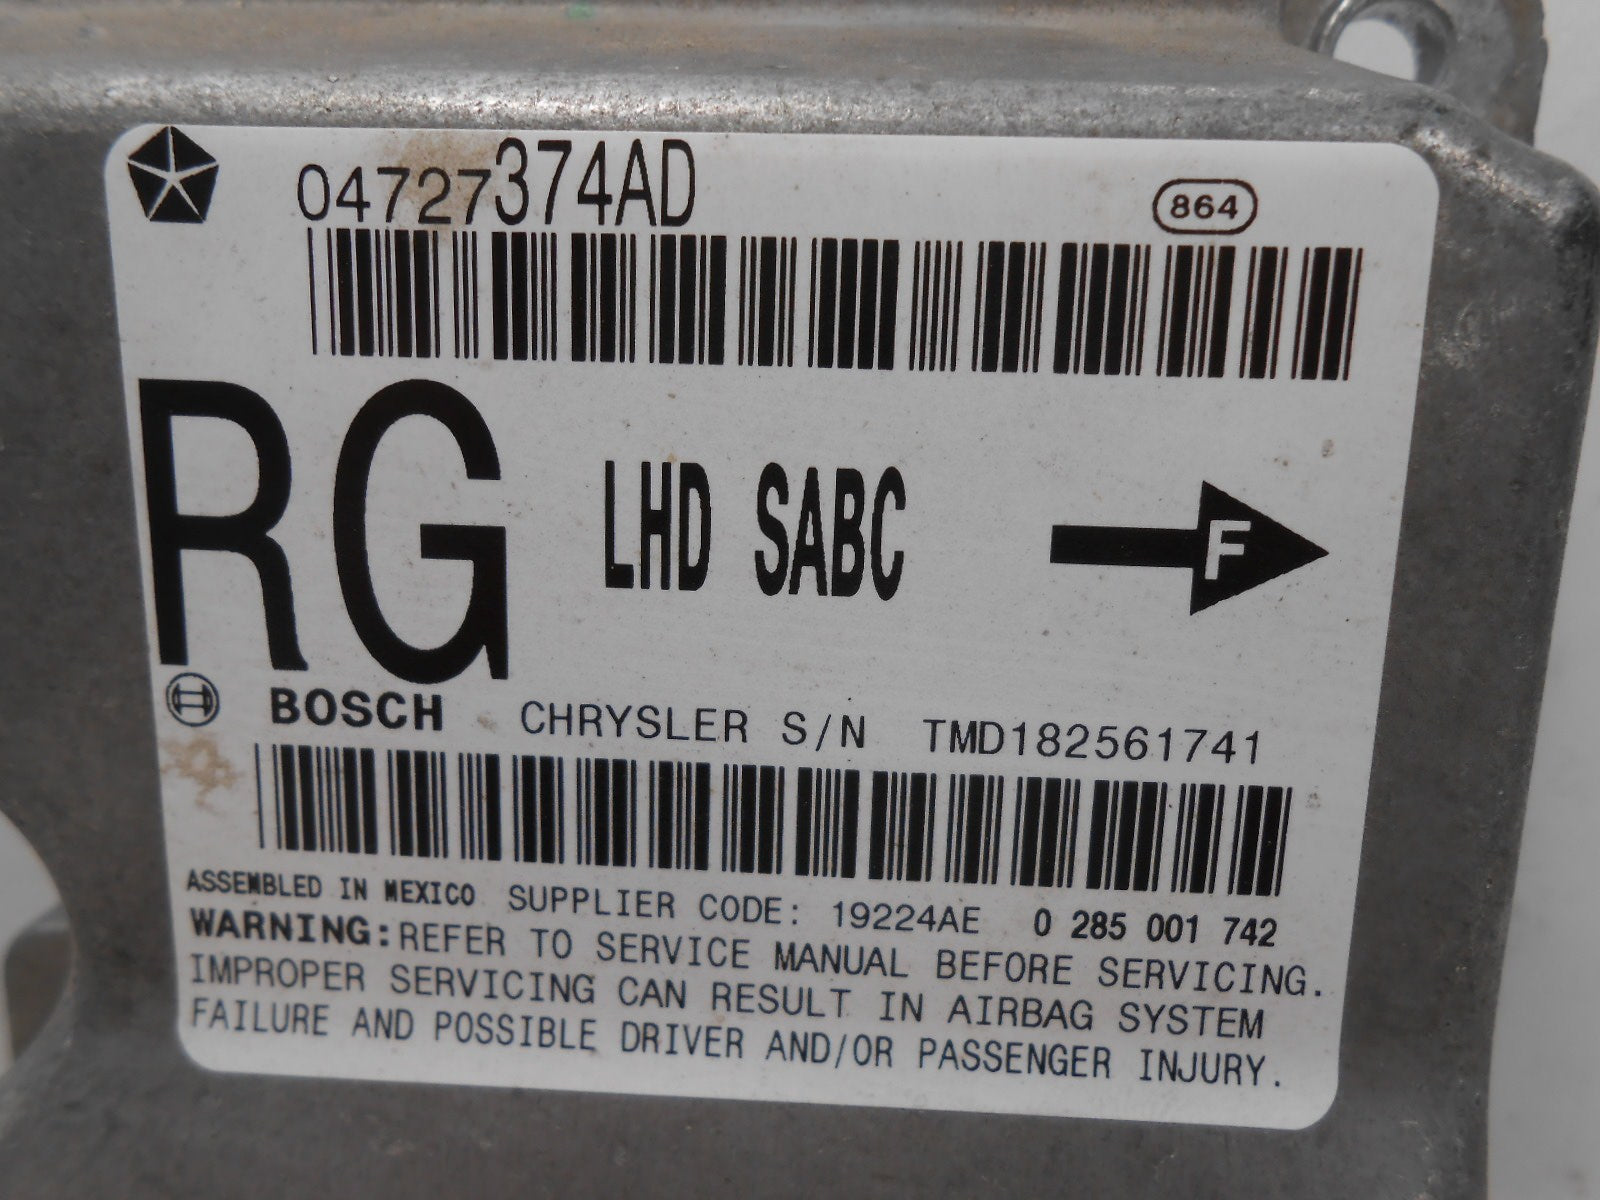 04727374AD 864
RG LHD SABC F
BOSCH CHRYSLER S/N TMD182561741
ASSEMBLED IN MEXICO SUPPLIER CODE: 19224AE 0 285 001 742
WARNING: REFER TO SERVICE MANUAL BEFORE SERVICING.
IMPROPER SERVICING CAN RESULT IN AIRBAG SYSTEM
FAILURE AND POSSIBLE DRIVER AND/OR PASSENGER INJURY.